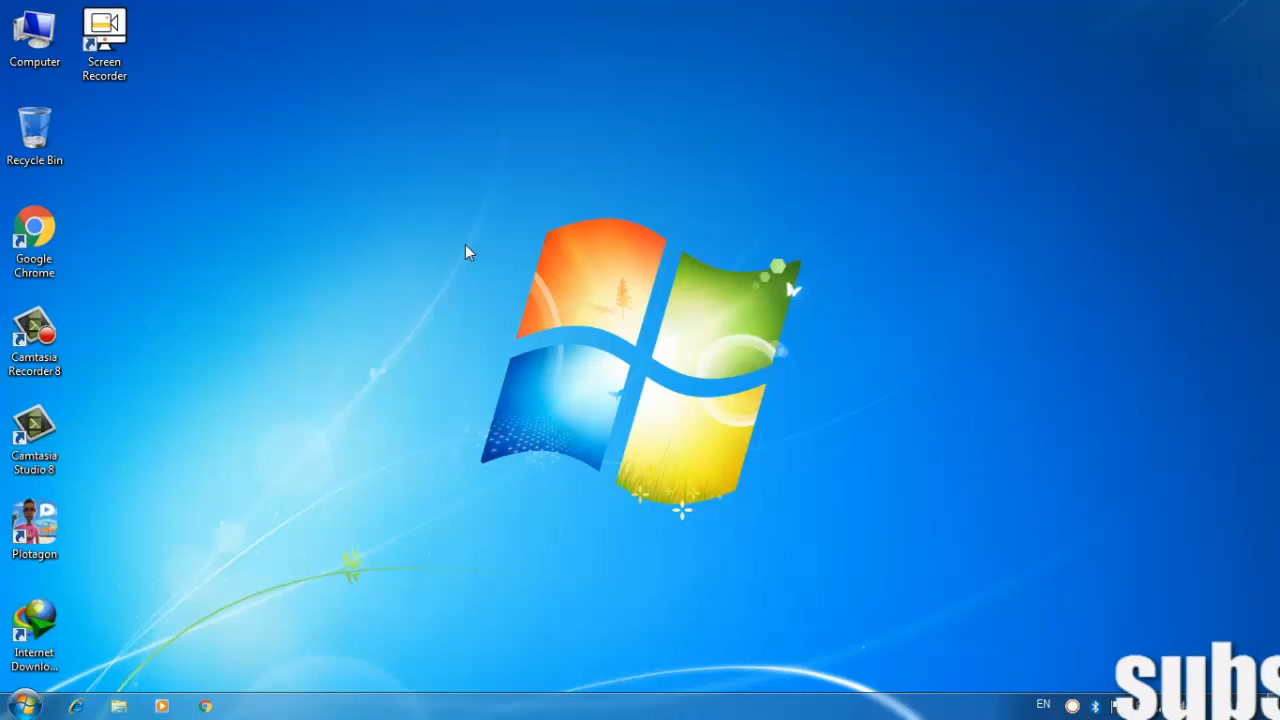 Computer
Screen
Recorder
Recycle Bin
Google
Chrome
Camtasia
Recorder 8
Camtasia
Studio 8
Plotagon
Internet
Downlo...
EN
subs